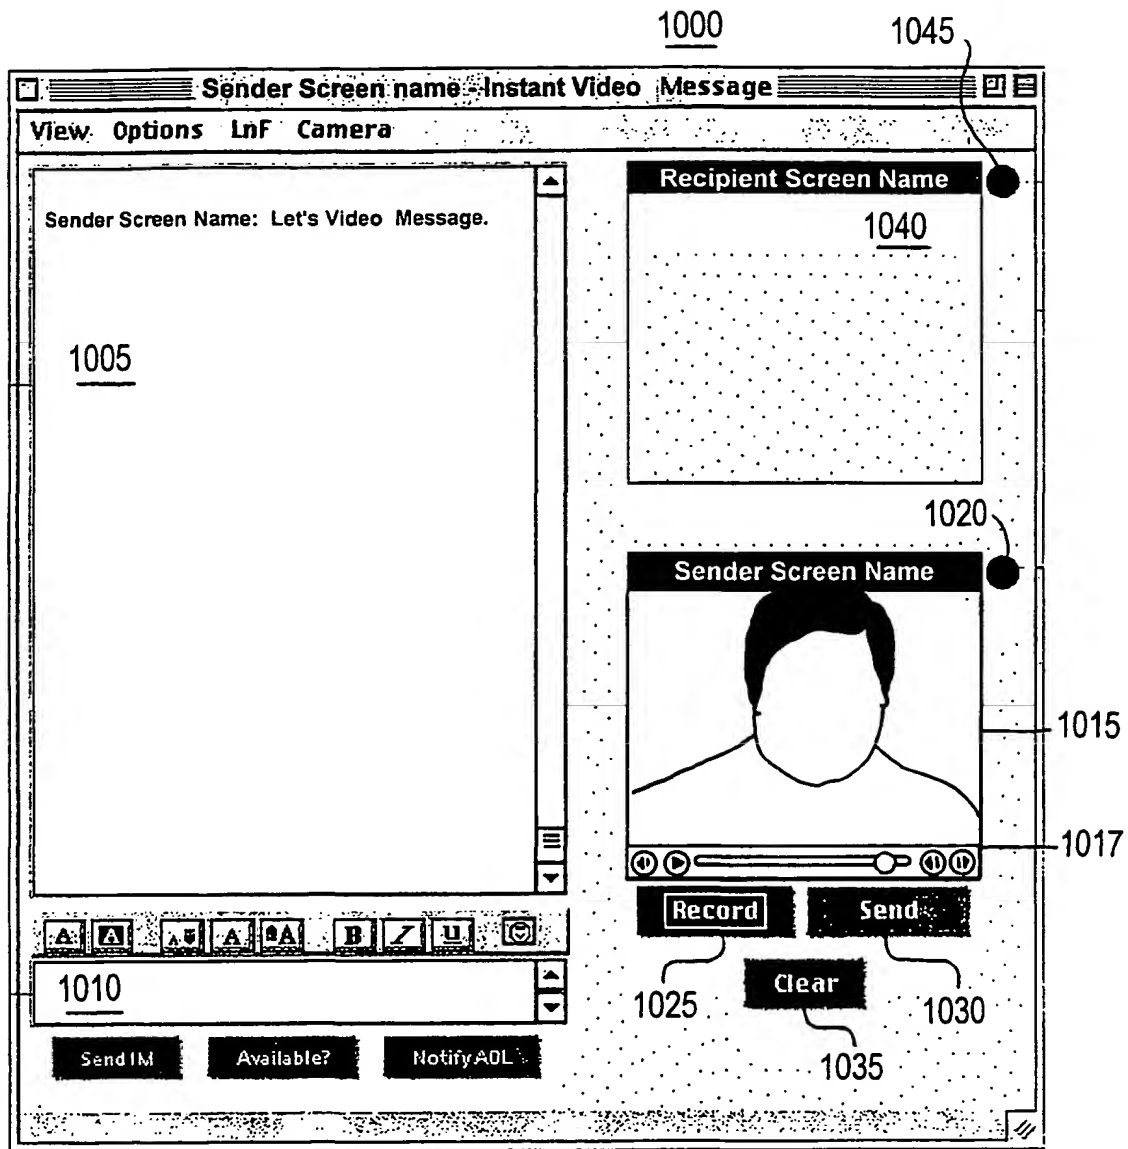 1000
1045
Sender Screen name - Instant Video Message
View Options LnF Camera
Recipient Screen Name
1040
Sender Screen Name: Let's Video Message.
1005
1020
Sender Screen Name
1015
1017
Record Send
A A A A A B I U
1010
1025
Clear
1030
1035
Send IM Available? Notify AOL